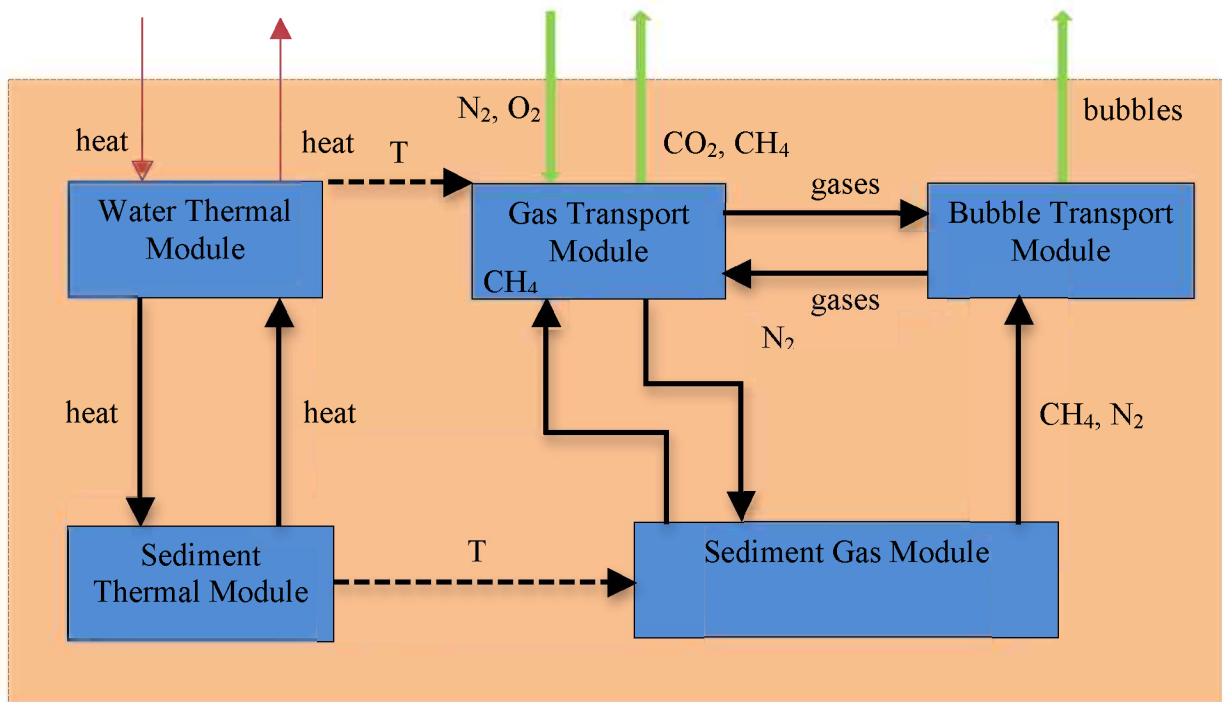 N₂, O₂
bubbles
heat
heat
T
CO₂, CH₄
gases
Water Thermal
Module
Gas Transport
Module
CH₄
Bubble Transport
Module
gases
N₂
heat
heat
CH₄, N₂
Sediment
Thermal Module
T
Sediment Gas Module